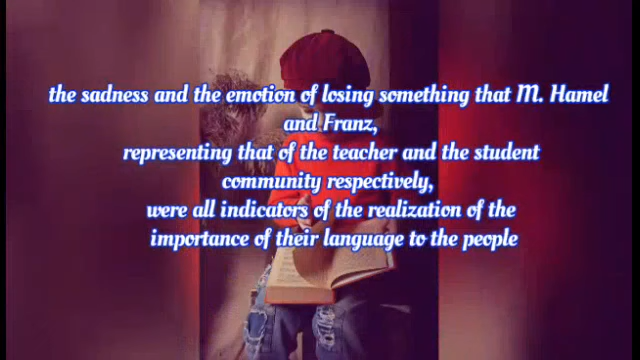 the sadness and the emotion of losing something that M. Hamel
and Franz,
representing that of the teacher and the student
community respectively,
were all indicators of the realization of the
importance of their language to the people